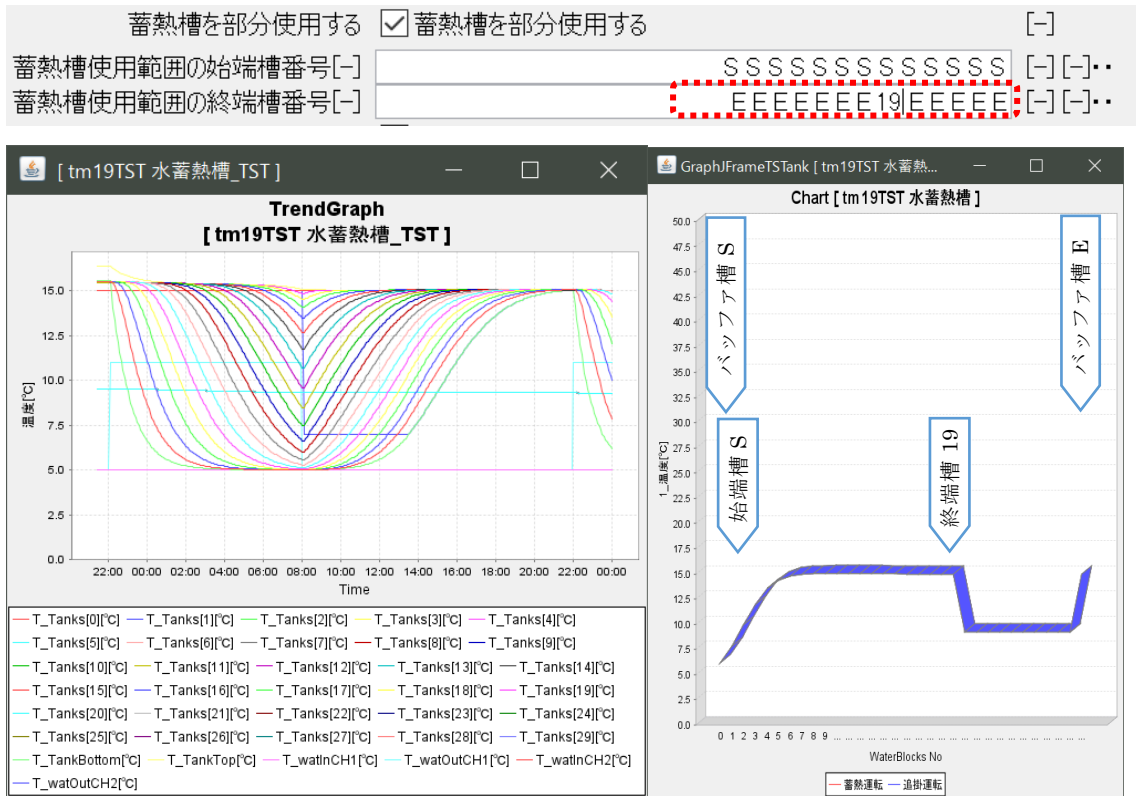 蓄熱槽を部分使用する 蓄熱槽を部分使用する [−]
蓄熱槽使用範囲の始端槽番号[−] S S S S S S S S S S S S S [−] [−]‥
蓄熱槽使用範囲の終端槽番号[−] E E E E E E E 19 E E E E E [−] [−]‥
[ tm19TST 水蓄熱槽_TST ]
TrendGraph
[ tm19TST 水蓄熱槽_TST ]
温度[℃]
15.0
12.5
10.0
7.5
5.0
2.5
0.0
22:00 00:00 02:00 04:00 06:00 08:00 10:00 12:00 14:00 16:00 18:00 20:00 22:00 00:00
Time
T_Tanks[0][℃] T_Tanks[1][℃] T_Tanks[2][℃] T_Tanks[3][℃] T_Tanks[4][℃]
T_Tanks[5][℃] T_Tanks[6][℃] T_Tanks[7][℃] T_Tanks[8][℃] T_Tanks[9][℃]
T_Tanks[10][℃] T_Tanks[11][℃] T_Tanks[12][℃] T_Tanks[13][℃] T_Tanks[14][℃]
T_Tanks[15][℃] T_Tanks[16][℃] T_Tanks[17][℃] T_Tanks[18][℃] T_Tanks[19][℃]
T_Tanks[20][℃] T_Tanks[21][℃] T_Tanks[22][℃] T_Tanks[23][℃] T_Tanks[24][℃]
T_Tanks[25][℃] T_Tanks[26][℃] T_Tanks[27][℃] T_Tanks[28][℃] T_Tanks[29][℃]
T_TankBottom[℃] T_TankTop[℃] T_watInCH1[℃] T_watOutCH1[℃] T_watInCH2[℃]
T_watOutCH2[℃]
GraphJFrameTSTank [ tm19TST 水蓄熱...
Chart [ tm19TST 水蓄熱槽 ]
1_温度[℃]
50.0
47.5
45.0
42.5
40.0
37.5
35.0
32.5
30.0
27.5
25.0
22.5
20.0
17.5
15.0
12.5
10.0
7.5
5.0
2.5
0.0
バッファ槽 S
始端槽 S
終端槽 19
バッファ槽 E
0 1 2 3 4 5 6 7 8 9 ... ... ... ... ... ... ... ... ... ... ... ... ... ... ... ... ... ... ... ... ... ...
WaterBlocks No
蓄熱運転 追掛運転